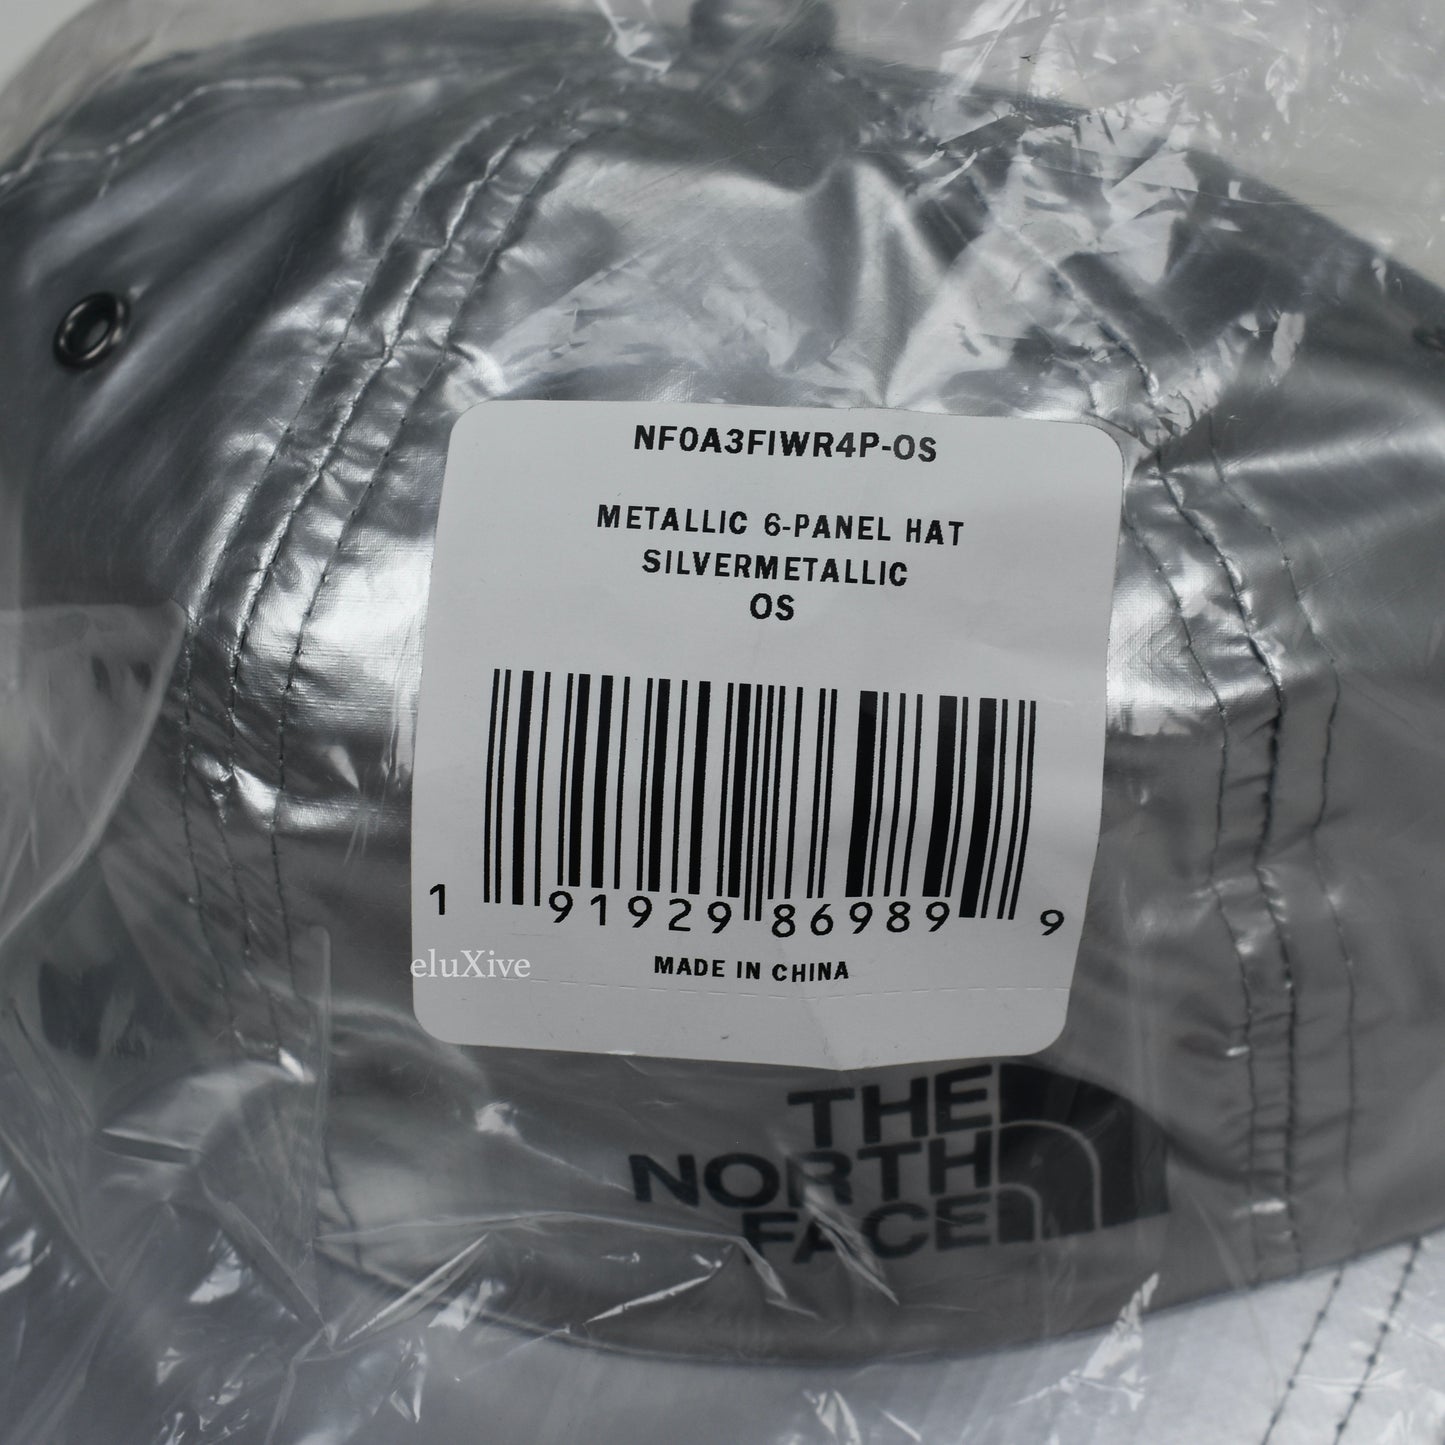 NF0A3FIWR4P-OS
METALLIC 6-PANEL HAT
SILVERMETALLIC
OS
1 91929 86989 9
MADE IN CHINA
eluXive
THE
NORTH
FACE